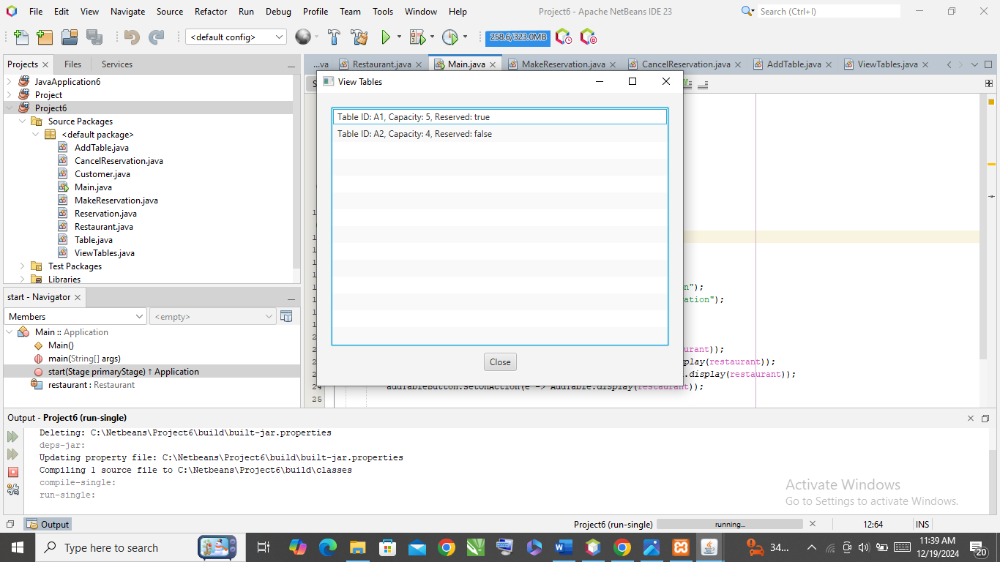 File Edit View Navigate Source Refactor Run Debug Profile Team Tools Window Help
Project6 - Apache NetBeans IDE 23
Search (Ctrl+I)
<default config>
258.6/323.0MB
Projects
Files
Services
...va
Restaurant.java
Main.java
MakeReservation.java
CancelReservation.java
AddTable.java
ViewTables.java
JavaApplication6
Project
Project6
Source Packages
<default package>
AddTable.java
CancelReservation.java
Customer.java
Main.java
MakeReservation.java
Reservation.java
Restaurant.java
Table.java
ViewTables.java
Test Packages
Libraries
View Tables
Table ID: A1, Capacity: 5, Reserved: true
Table ID: A2, Capacity: 4, Reserved: false
Close
n");
ation");
urant));
play(restaurant));
.display(restaurant));
24
25
start - Navigator
Members
<empty>
Main :: Application
Main()
main(String[] args)
start(Stage primaryStage) ↑ Application
restaurant : Restaurant
Output - Project6 (run-single)
Deleting: C:\Netbeans\Project6\build\built-jar.properties
deps-jar:
Updating property file: C:\Netbeans\Project6\build\built-jar.properties
Compiling 1 source file to C:\Netbeans\Project6\build\classes
compile-single:
run-single:
Activate Windows
Go to Settings to activate Windows.
Output
Project6 (run-single)
running...
12:64
INS
Type here to search
34...
11:39 AM
12/19/2024
20